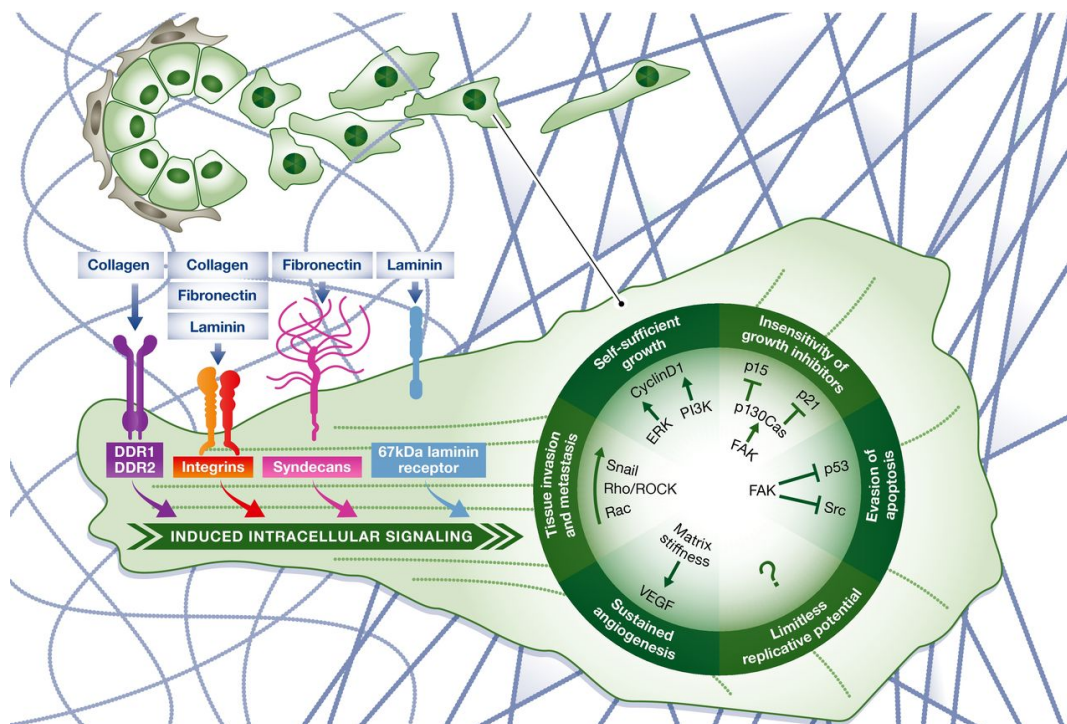 Collagen
Collagen
Fibronectin
Laminin
Fibronectin
Laminin
DDR1
DDR2
Integrins
Syndecans
67kDa laminin
receptor
INDUCED INTRACELLULAR SIGNALING
Self-sufficient
growth
CyclinD1
ERK
PI3K
Insensitivity of
growth inhibitors
p15
p21
p130Cas
FAK
Evasion of
apoptosis
FAK
p53
Src
Limitless
replicative potential
?
Sustained
angiogenesis
Matrix
stiffness
VEGF
Tissue invasion
and metastasis
Snail
Rho/ROCK
Rac